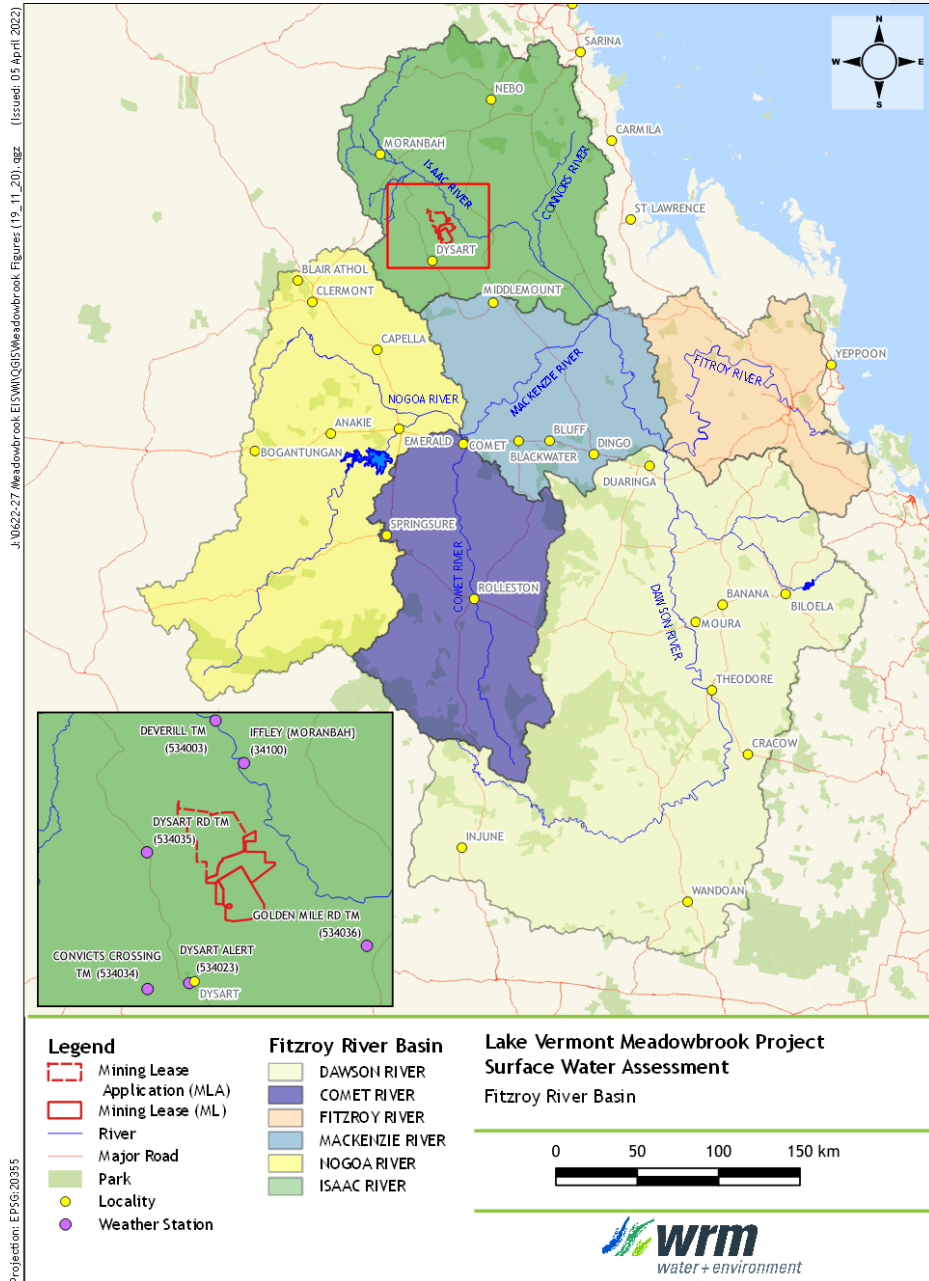 J:\0622-27 Meadowbrook EISWM\QGIS\Meadowbrook Figures (19_11_20).qgz (Issued: 05 April 2022)
Projection: EPSG:20355
N
W E
S
SARINA
NEBO
CARMILA
MORANBAH
ISAAC RIVER
CONNORS RIVER
ST LAWRENCE
DYSART
BLAIR ATHOL
CLERMONT
MIDDLEMOUNT
CAPELLA
MACKENZIE RIVER
FITROY RIVER
YEPPOON
NOGOA RIVER
ANAKIE
EMERALD
COMET
BLUFF
DINGO
BOGANTUNGAN
BLACKWATER
DUARINGA
SPRINGSURE
COMET RIVER
ROLLESTON
DAWSON RIVER
BANANA
BILOELA
MOURA
THEODORE
CRACOW
INJUNE
WANDOAN
DEVERILL TM
(534003)
IFFLEY [MORANBAH]
(34100)
DYSART RD TM
(534035)
GOLDEN MILE RD TM
(534036)
CONVICTS CROSSING
TM (534034)
DYSART ALERT
(534023)
DYSART
Legend
Mining Lease
Application (MLA)
Mining Lease (ML)
River
Major Road
Park
Locality
Weather Station
Fitzroy River Basin
DAWSON RIVER
COMET RIVER
FITZROY RIVER
MACKENZIE RIVER
NOGOA RIVER
ISAAC RIVER
Lake Vermont Meadowbrook Project
Surface Water Assessment
Fitzroy River Basin
0 50 100 150 km
wrm
water + environment